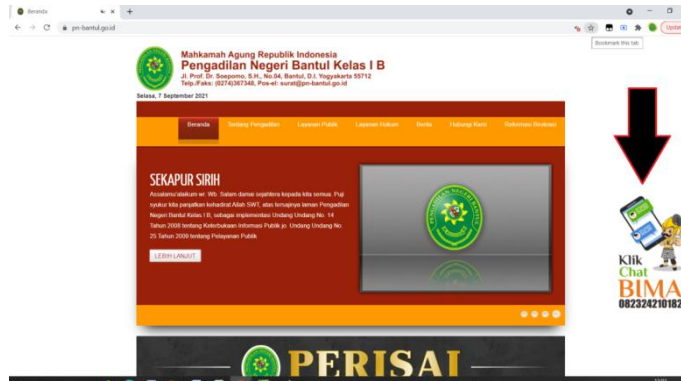 Beranda
pn-bantul.go.id
Update
Bookmark this tab
Mahkamah Agung Republik Indonesia
Pengadilan Negeri Bantul Kelas I B
Jl. Prof. Dr. Soepomo, S.H., No.04, Bantul, D.I. Yogyakarta 55712
Telp./Faks: (0274)367348, Pos-el: surat@pn-bantul.go.id
Selasa, 7 September 2021
Beranda Tentang Pengadilan Layanan Publik Layanan Hukum Berita Hubungi Kami Reformasi Birokrasi
SEKAPUR SIRIH
Assalamu'alaikum wr. Wb. Salam damai sejahtera kepada kita semua. Puji
syukur kita panjatkan kehadirat Allah SWT, atas tersajinya laman Pengadilan
Negeri Bantul Kelas I B, sebagai implementasi Undang Undang No. 14
Tahun 2008 tentang Keterbukaan Informasi Publik jo. Undang Undang No.
25 Tahun 2009 tentang Pelayanan Publik
LEBIH LANJUT
Klik
Chat
BIMA
082324210182
PERISAI